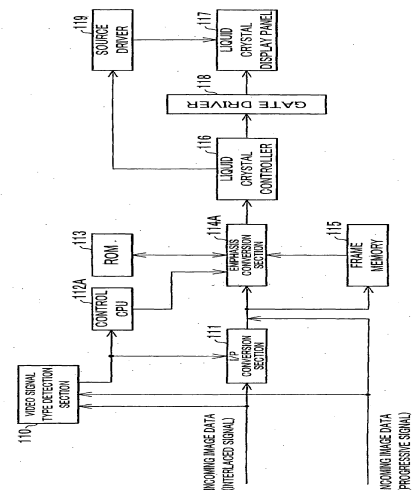 119
SOURCE
DRIVER
117
LIQUID
CRYSTAL
DISPLAY PANEL
118
GATE DRIVER
116
LIQUID
CRYSTAL
CONTROLLER
113
ROM
114A
EMPHASIS
CONVERSION
SECTION
115
FRAME
MEMORY
112A
CONTROL
CPU
111
I/P
CONVERSION
SECTION
VIDEO SIGNAL
TYPE DETECTION
SECTION
110
INCOMING IMAGE DATA
(INTERLACED SIGNAL)
INCOMING IMAGE DATA
(PROGRESSIVE SIGNAL)